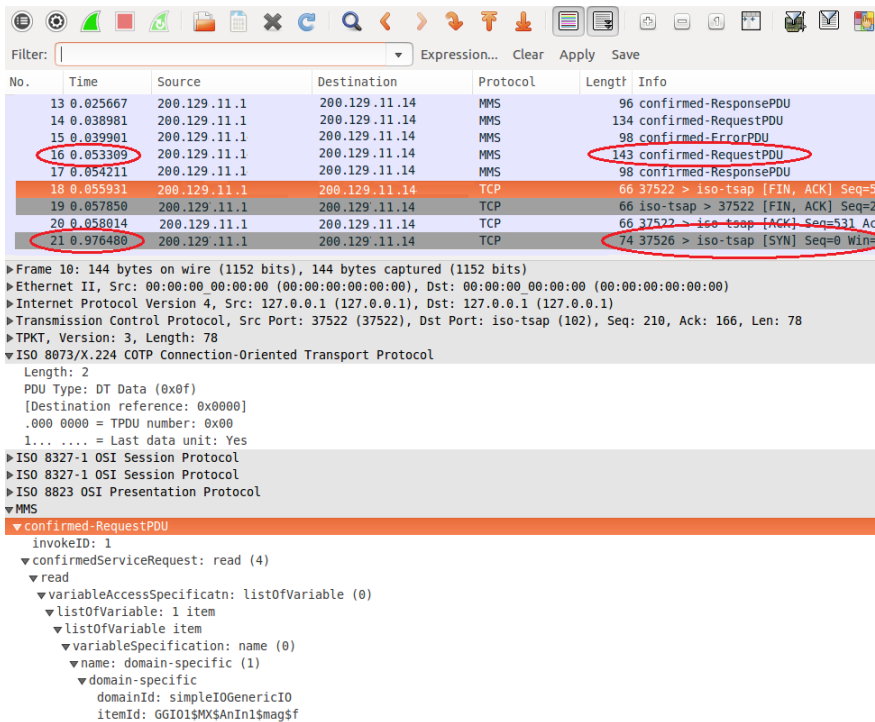 Filter:
Expression... Clear Apply Save
No. Time Source Destination Protocol Length Info
13 0.025667 200.129.11.1 200.129.11.14 MMS 96 confirmed-ResponsePDU
14 0.038981 200.129.11.1 200.129.11.14 MMS 134 confirmed-RequestPDU
15 0.039901 200.129.11.1 200.129.11.14 MMS 98 confirmed-ErrorPDU
16 0.053309 200.129.11.1 200.129.11.14 MMS 143 confirmed-RequestPDU
17 0.054211 200.129.11.1 200.129.11.14 MMS 98 confirmed-ResponsePDU
18 0.055931 200.129.11.1 200.129.11.14 TCP 66 37522 > iso-tsap [FIN, ACK] Seq=5
19 0.057850 200.129.11.1 200.129.11.14 TCP 66 iso-tsap > 37522 [FIN, ACK] Seq=2
20 0.058014 200.129.11.1 200.129.11.14 TCP 66 37522 > iso-tsap [ACK] Seq=531 Ac
21 0.976480 200.129.11.1 200.129.11.14 TCP 74 37526 > iso-tsap [SYN] Seq=0 Win=
Frame 10: 144 bytes on wire (1152 bits), 144 bytes captured (1152 bits)
Ethernet II, Src: 00:00:00_00:00:00 (00:00:00:00:00:00), Dst: 00:00:00_00:00:00 (00:00:00:00:00:00)
Internet Protocol Version 4, Src: 127.0.0.1 (127.0.0.1), Dst: 127.0.0.1 (127.0.0.1)
Transmission Control Protocol, Src Port: 37522 (37522), Dst Port: iso-tsap (102), Seq: 210, Ack: 166, Len: 78
TPKT, Version: 3, Length: 78
ISO 8073/X.224 COTP Connection-Oriented Transport Protocol
Length: 2
PDU Type: DT Data (0x0f)
[Destination reference: 0x0000]
.000 0000 = TPDU number: 0x00
1... .... = Last data unit: Yes
ISO 8327-1 OSI Session Protocol
ISO 8327-1 OSI Session Protocol
ISO 8823 OSI Presentation Protocol
MMS
confirmed-RequestPDU
invokeID: 1
confirmedServiceRequest: read (4)
read
variableAccessSpecificatn: listOfVariable (0)
listOfVariable: 1 item
listOfVariable item
variableSpecification: name (0)
name: domain-specific (1)
domain-specific
domainId: simpleIOGenericIO
itemId: GGIO1$MX$AnIn1$mag$f